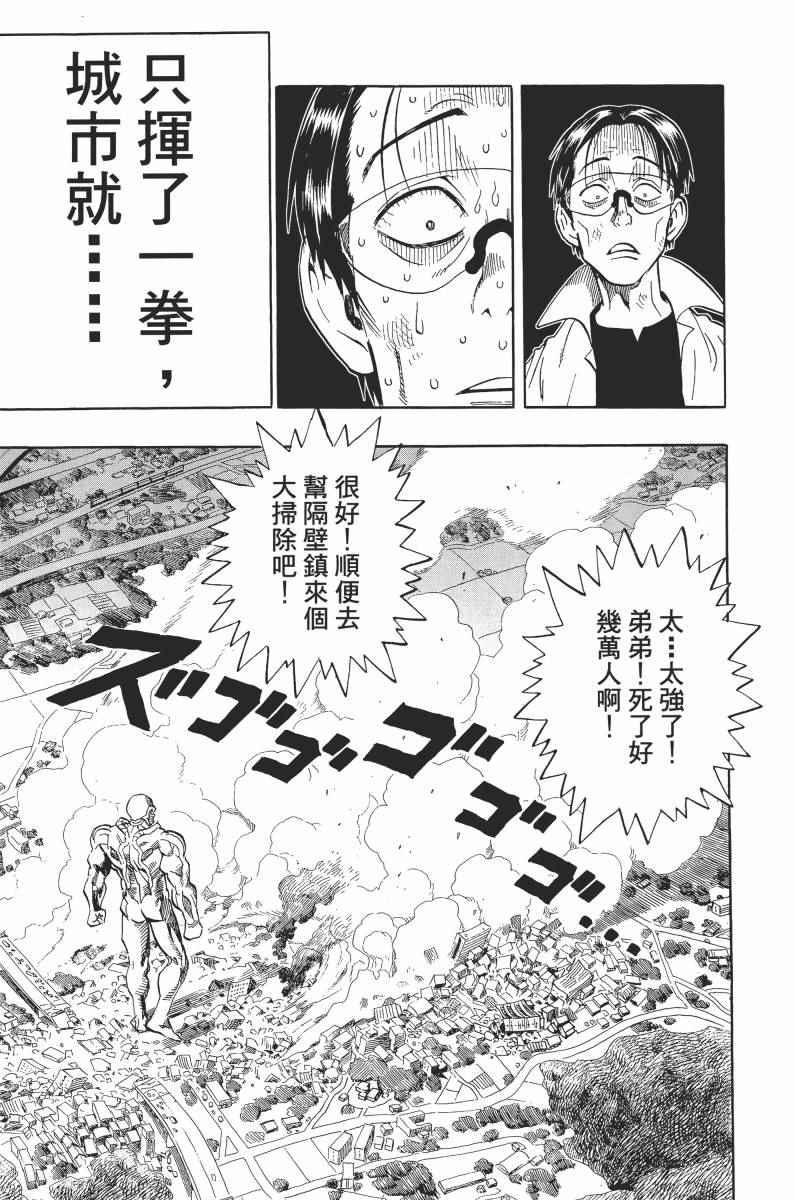 只揮了一拳，
城市就……
太…太強了！
弟弟！死了好
幾萬人啊！
很好！順便去
幫隔壁鎮來個
大掃除吧！
ズゴゴゴゴゴゴ…